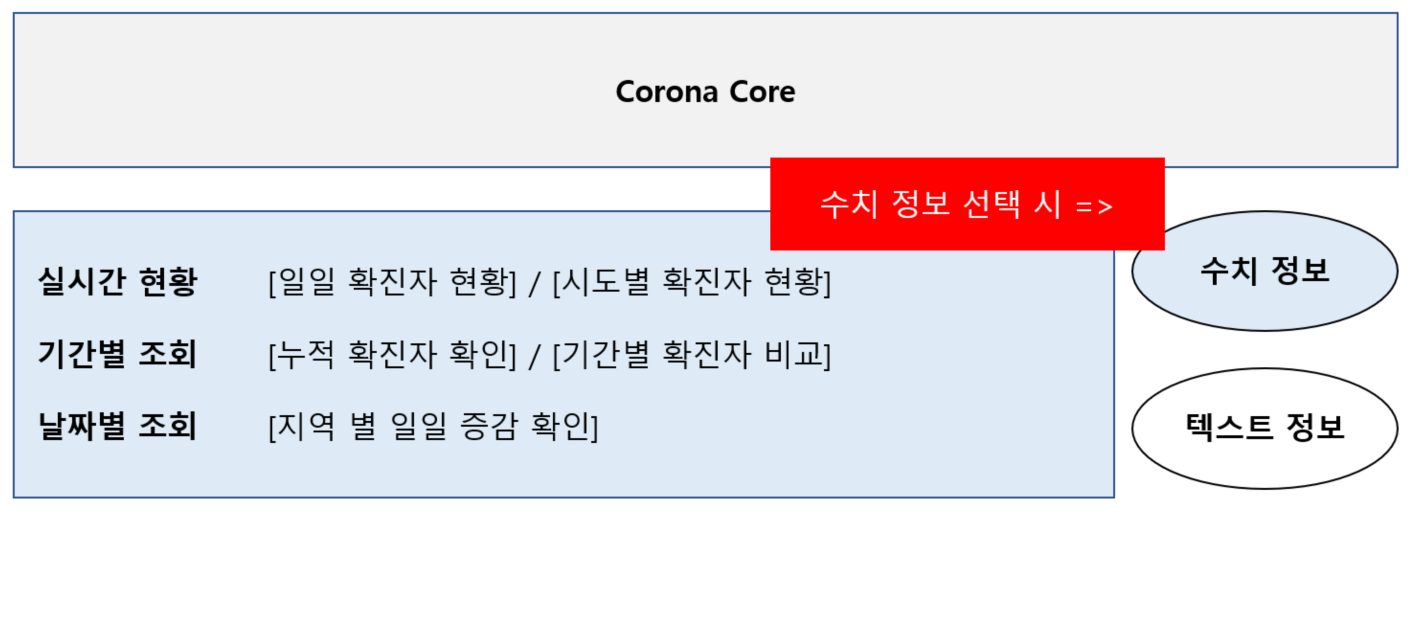 Corona Core
수치 정보 선택 시 =>
실시간 현황 [일일 확진자 현황] / [시도별 확진자 현황]
기간별 조회 [누적 확진자 확인] / [기간별 확진자 비교]
날짜별 조회 [지역 별 일일 증감 확인]
수치 정보
텍스트 정보